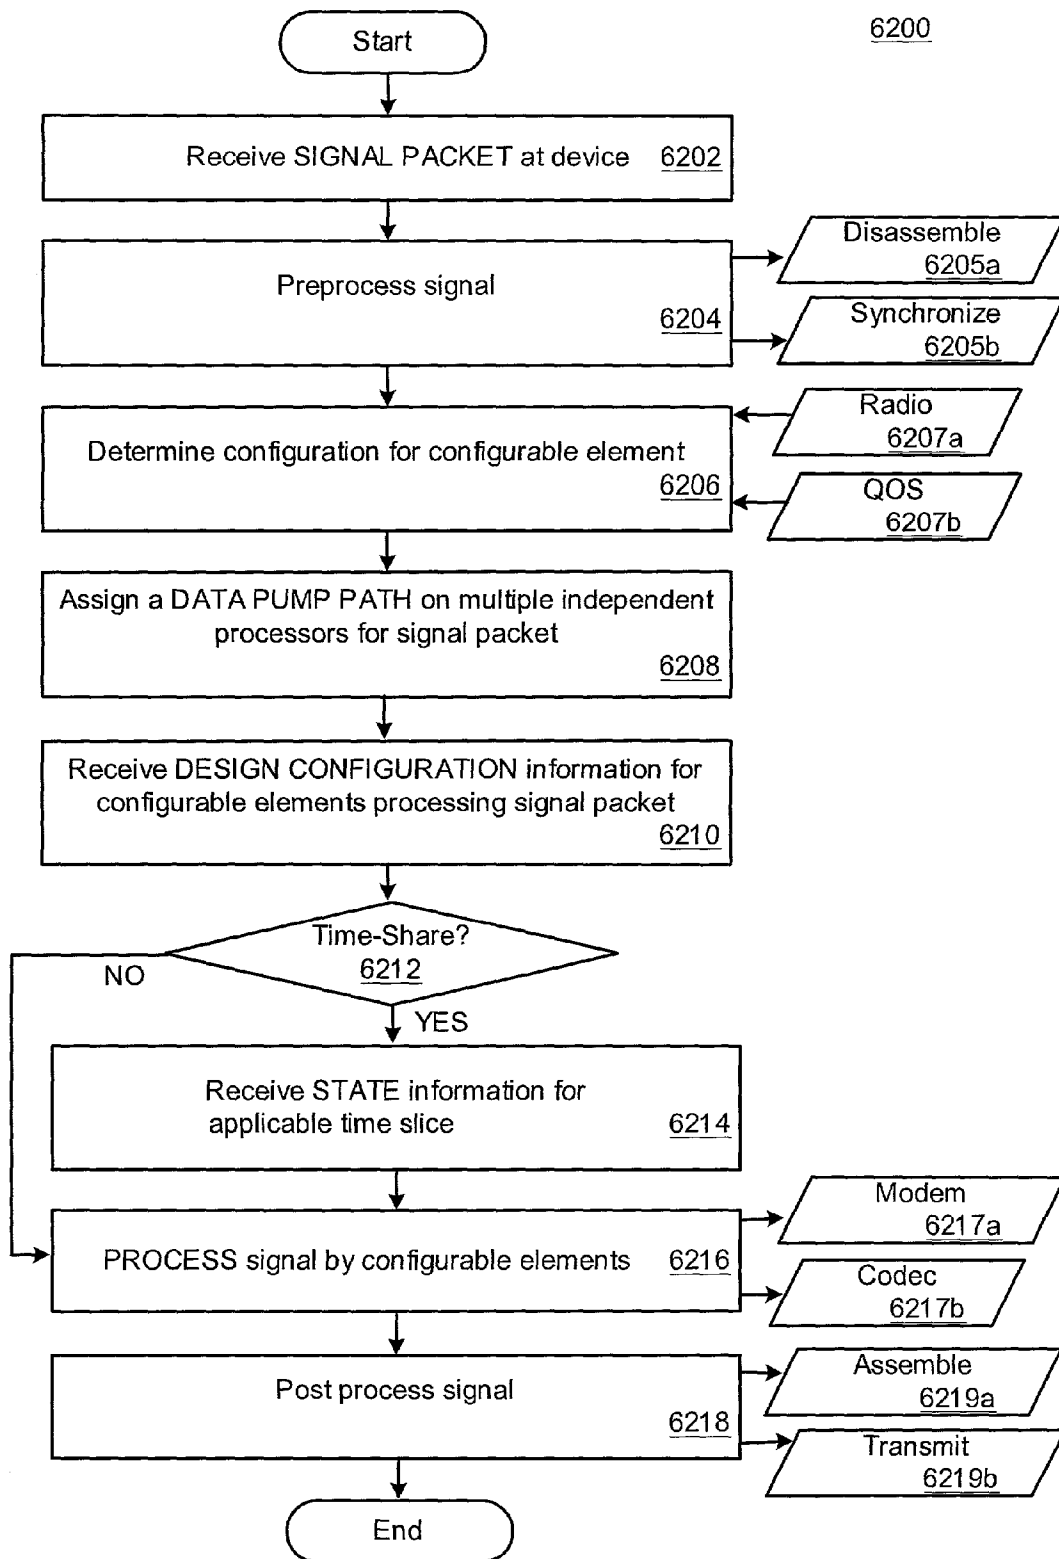 6200
Start
Receive SIGNAL PACKET at device
6202
Preprocess signal
6204
Disassemble
6205a
Synchronize
6205b
Determine configuration for configurable element
6206
Radio
6207a
QOS
6207b
Assign a DATA PUMP PATH on multiple independent
processors for signal packet
6208
Receive DESIGN CONFIGURATION information for
configurable elements processing signal packet
6210
Time-Share?
6212
NO
YES
Receive STATE information for
applicable time slice
6214
PROCESS signal by configurable elements
6216
Modem
6217a
Codec
6217b
Post process signal
6218
Assemble
6219a
Transmit
6219b
End